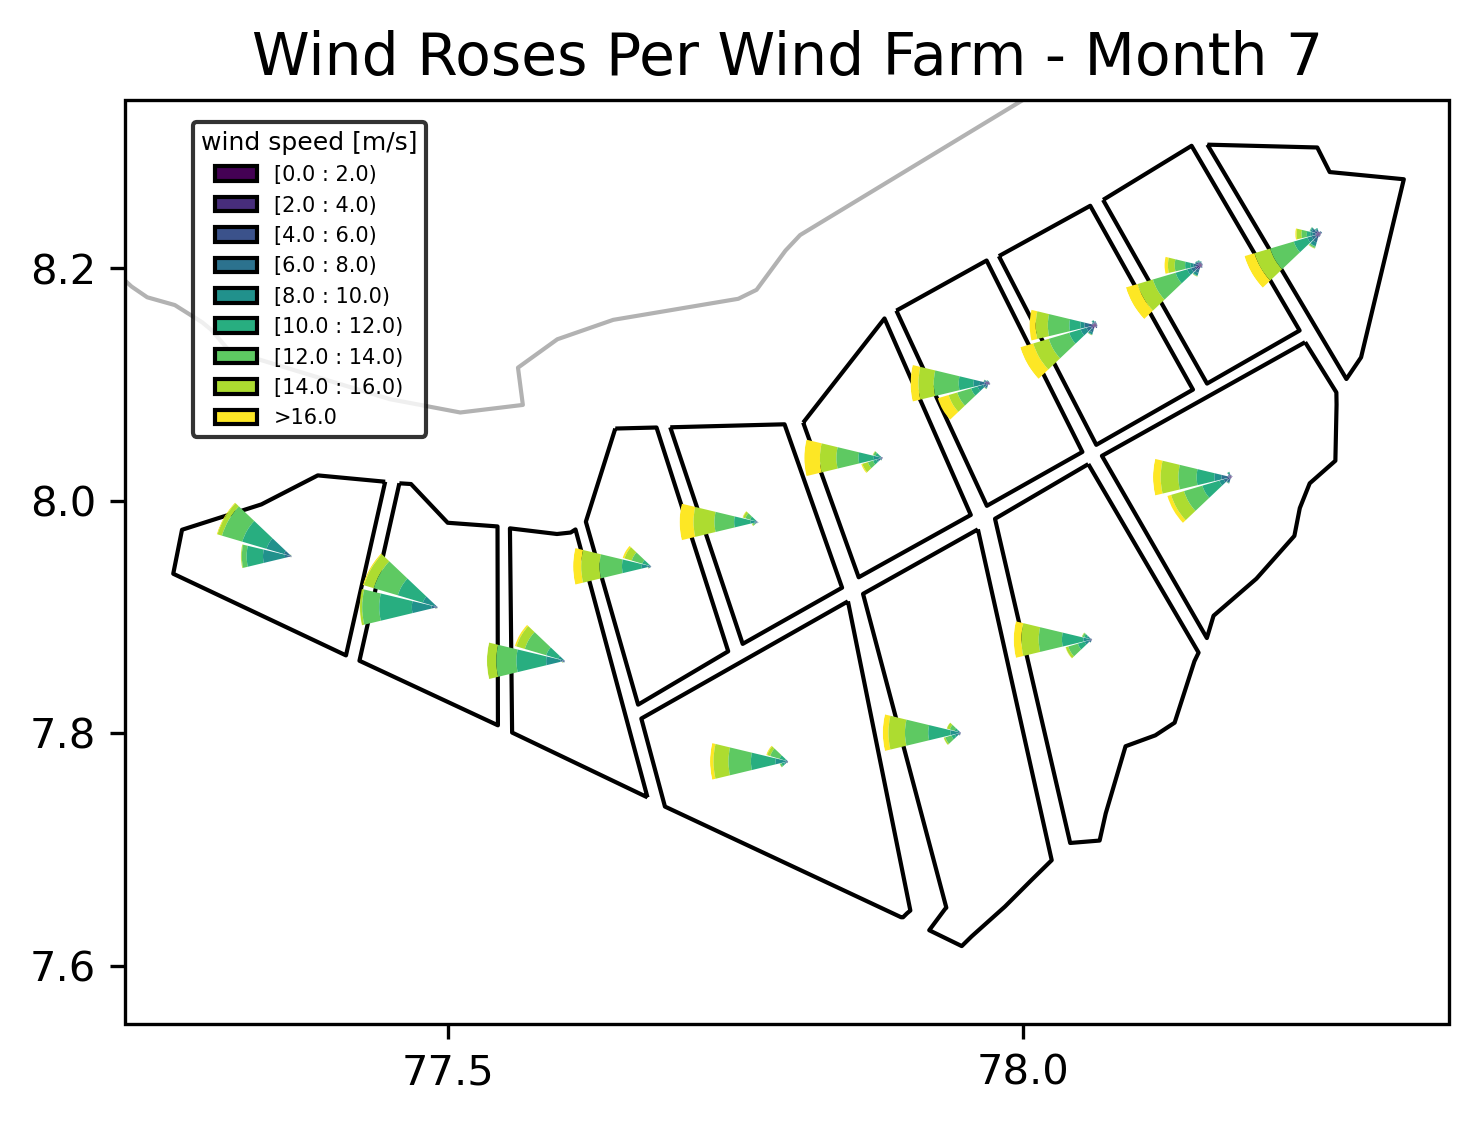 Wind Roses Per Wind Farm - Month 7
wind speed [m/s]
[0.0 : 2.0)
[2.0 : 4.0)
[4.0 : 6.0)
[6.0 : 8.0)
[8.0 : 10.0)
[10.0 : 12.0)
[12.0 : 14.0)
[14.0 : 16.0)
>16.0
8.2
8.0
7.8
7.6
77.5
78.0